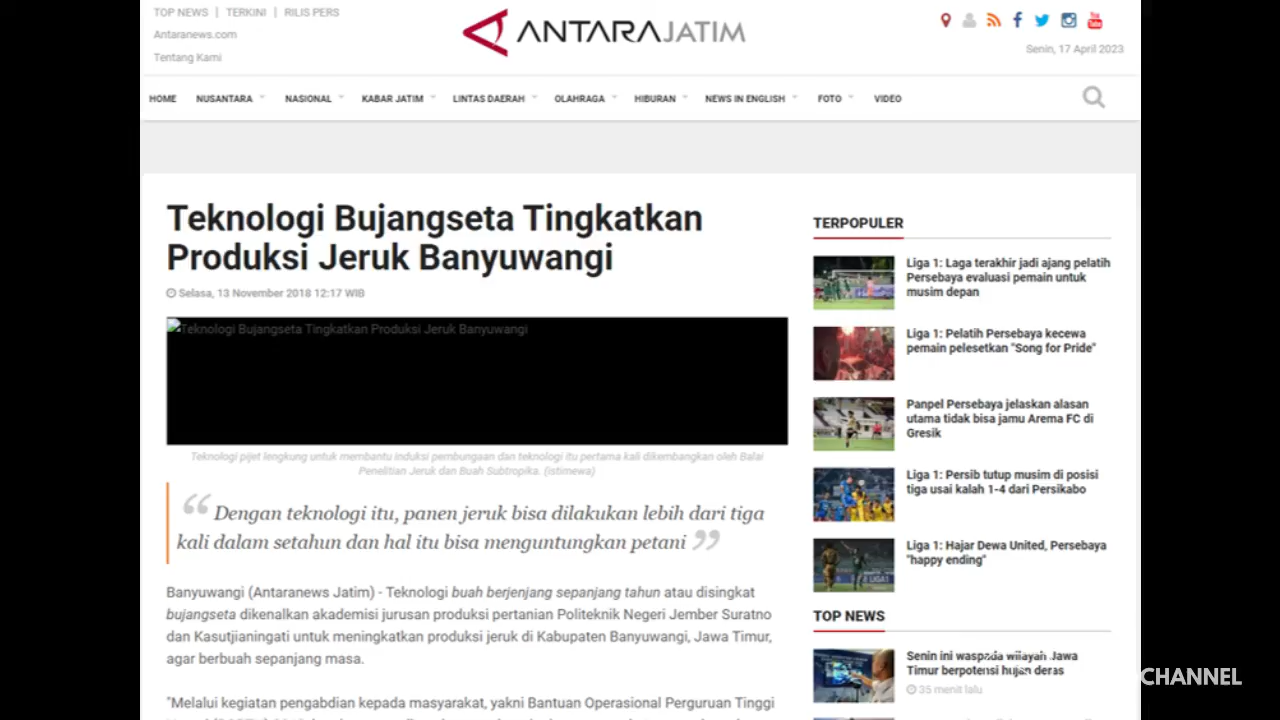 TOP NEWS | TERKINI | RILIS PERS
Antaranews.com
Tentang Kami
ANTARAJATIM
Senin, 17 April 2023
HOME NUSANTARA NASIONAL KABAR JATIM LINTAS DAERAH OLAHRAGA HIBURAN NEWS IN ENGLISH FOTO VIDEO
Teknologi Bujangseta Tingkatkan
Produksi Jeruk Banyuwangi
Selasa, 13 November 2018 12:17 WIB
Teknologi Bujangseta Tingkatkan Produksi Jeruk Banyuwangi
Teknologi pijet lengkung untuk membantu induksi pembungaan dan teknologi itu pertama kali dikembangkan oleh Balai
Penelitian Jeruk dan Buah Subtropika. (istimewa)
“ Dengan teknologi itu, panen jeruk bisa dilakukan lebih dari tiga
kali dalam setahun dan hal itu bisa menguntungkan petani ”
Banyuwangi (Antaranews Jatim) - Teknologi buah berjenjang sepanjang tahun atau disingkat
bujangseta dikenalkan akademisi jurusan produksi pertanian Politeknik Negeri Jember Suratno
dan Kasutjianingati untuk meningkatkan produksi jeruk di Kabupaten Banyuwangi, Jawa Timur,
agar berbuah sepanjang masa.
"Melalui kegiatan pengabdian kepada masyarakat, yakni Bantuan Operasional Perguruan Tinggi
TERPOPULER
Liga 1: Laga terakhir jadi ajang pelatih
Persebaya evaluasi pemain untuk
musim depan
Liga 1: Pelatih Persebaya kecewa
pemain pelesetkan "Song for Pride"
Panpel Persebaya jelaskan alasan
utama tidak bisa jamu Arema FC di
Gresik
Liga 1: Persib tutup musim di posisi
tiga usai kalah 1-4 dari Persikabo
Liga 1: Hajar Dewa United, Persebaya
"happy ending"
TOP NEWS
Senin ini waspada wilayah Jawa
Timur berpotensi hujan deras
35 menit lalu
CHANNEL